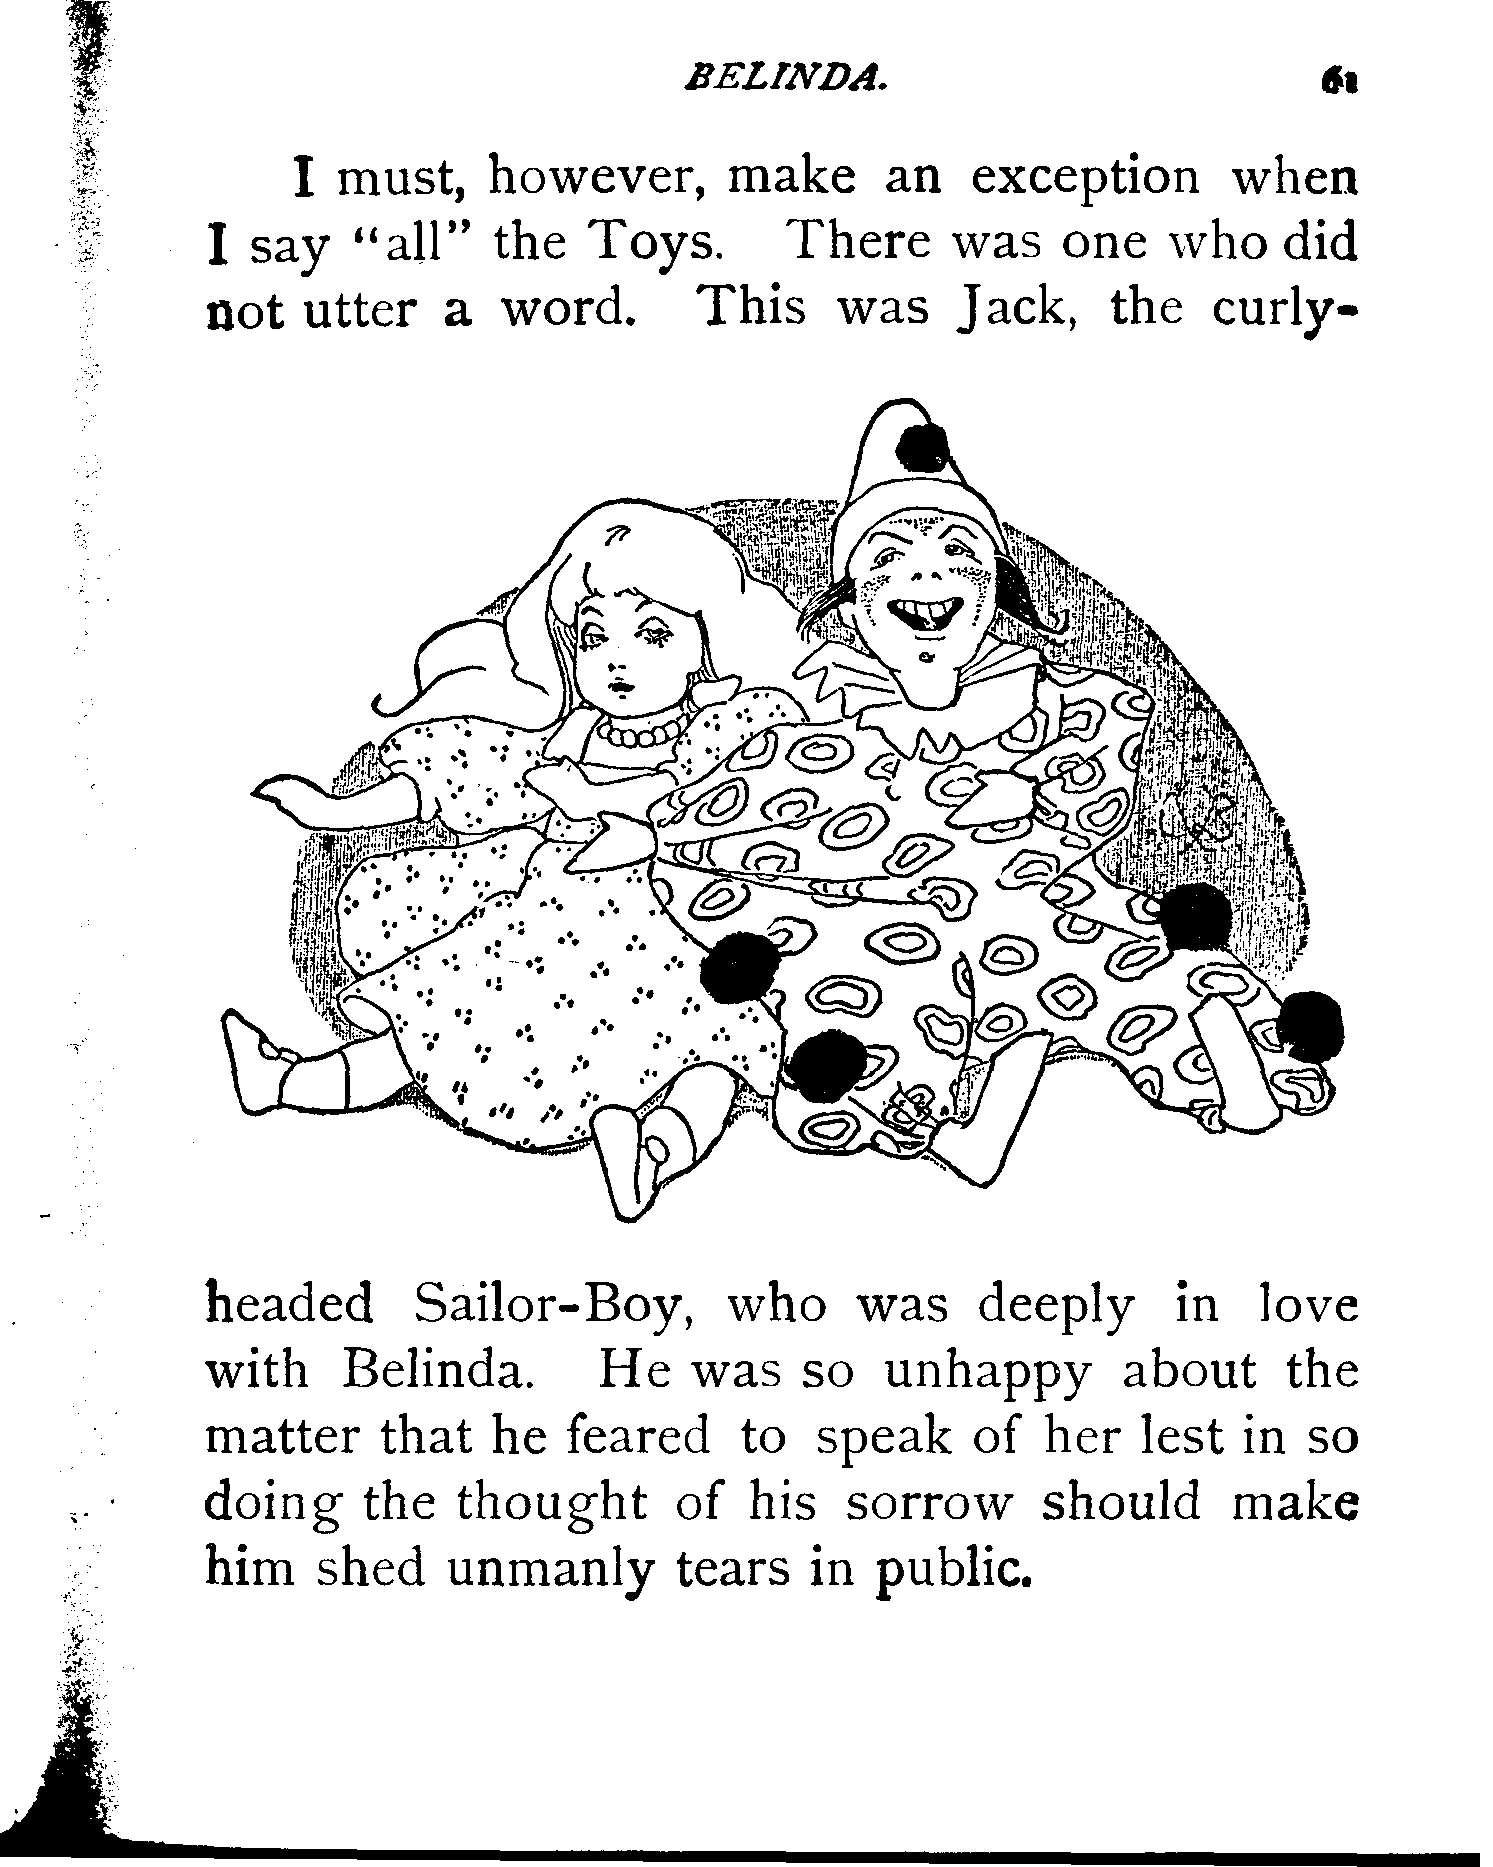 BELINDA. 61
I must, however, make an exception when
I say “all” the Toys. There was one who did
not utter a word. This was Jack, the curly-
headed Sailor-Boy, who was deeply in love
with Belinda. He was so unhappy about the
matter that he feared to speak of her lest in so
doing the thought of his sorrow should make
him shed unmanly tears in public.